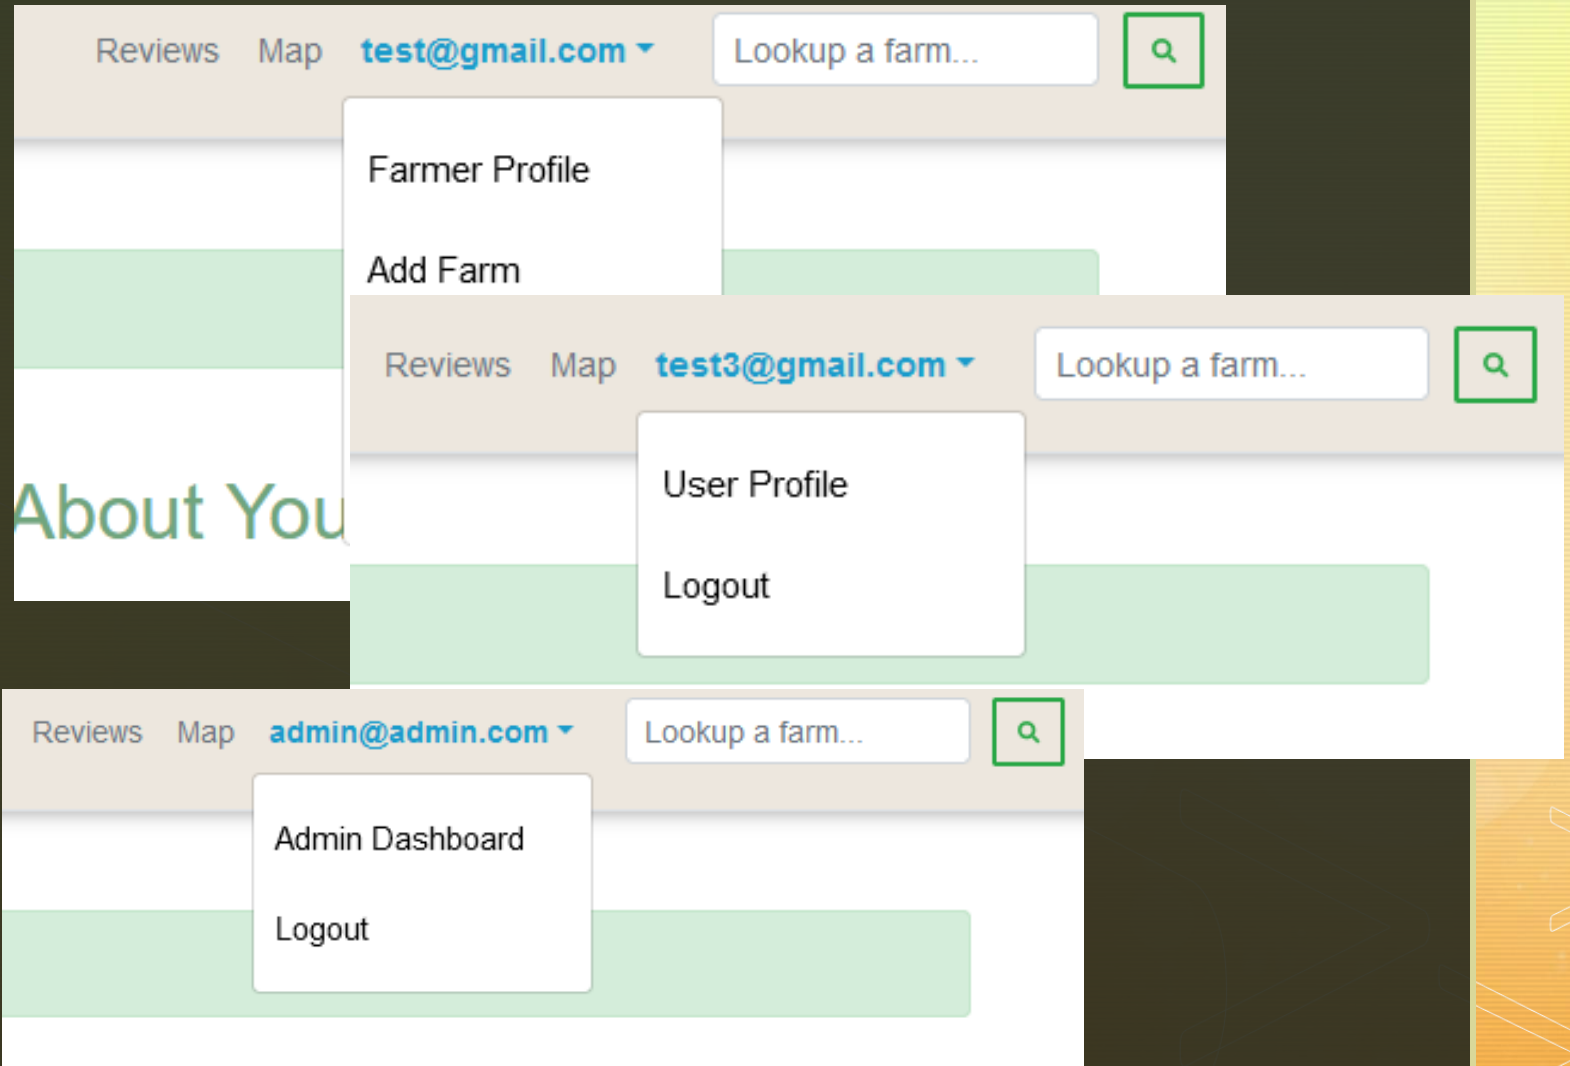 Reviews Map test@gmail.com Lookup a farm...
Farmer Profile
Add Farm
About You
Reviews Map test3@gmail.com Lookup a farm...
User Profile
Logout
Reviews Map admin@admin.com Lookup a farm...
Admin Dashboard
Logout